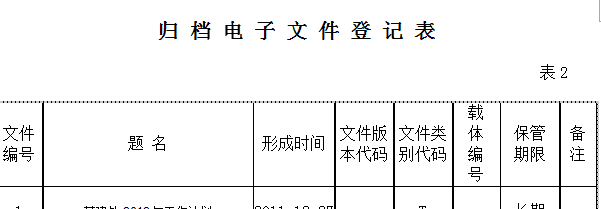 归 档 电 子 文 件 登 记 表
表 2
文件编号 题 名 形成时间 文件版本代码 文件类别代码 载体编号 保管期限 备注